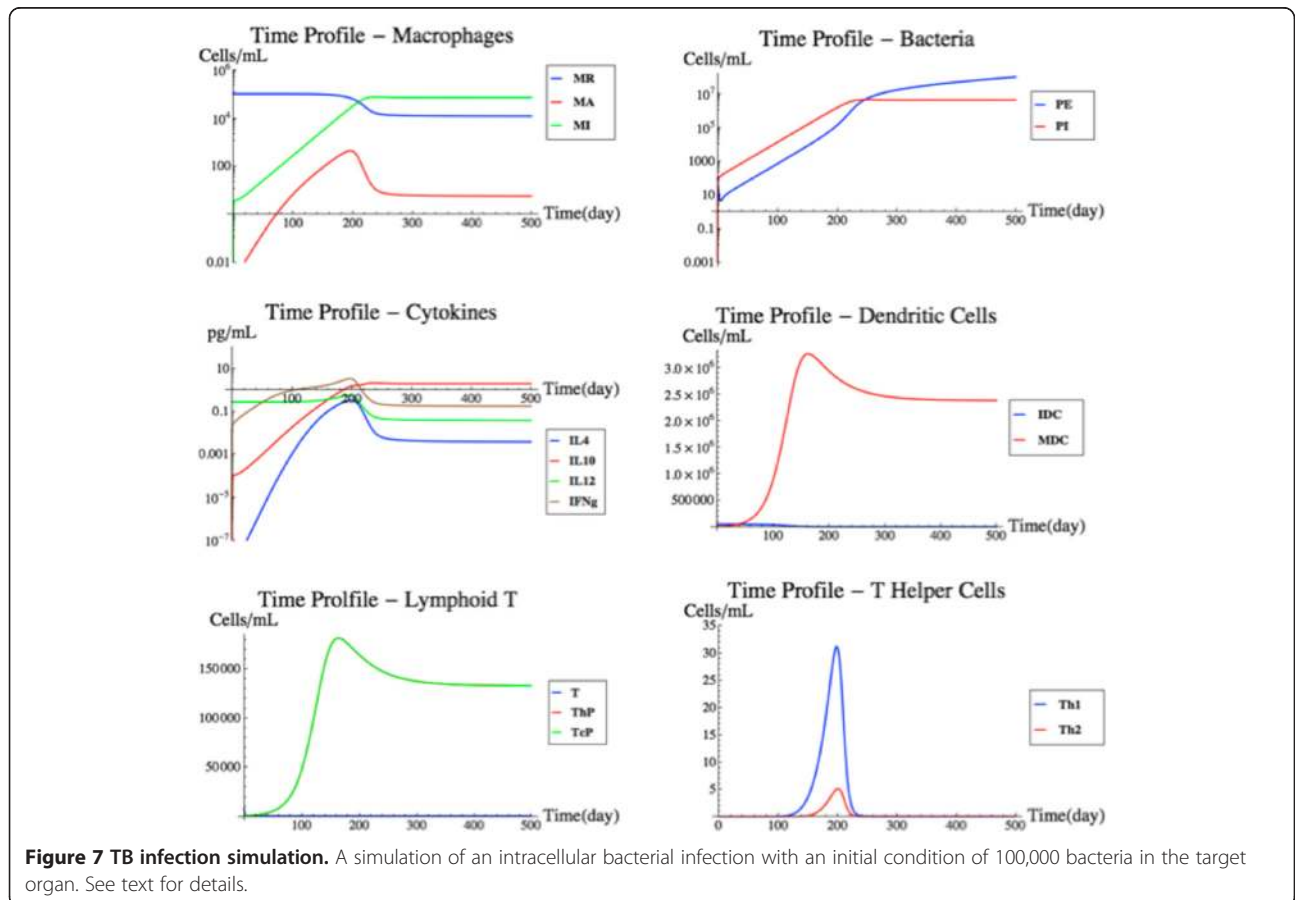 Time Profile – Macrophages
Cells/mL
10^6
10^4
100
0.01
100 200 300 400 500
Time(day)
MR
MA
MI
Time Profile – Bacteria
Cells/mL
10^7
10^5
1000
10
0.1
0.001
100 200 300 400 500
Time(day)
PE
PI
Time Profile – Cytokines
pg/mL
10
0.1
0.001
10^-5
10^-7
100 200 300 400 500
Time(day)
IL4
IL10
IL12
IFNg
Time Profile – Dendritic Cells
Cells/mL
3.0 × 10^6
2.5 × 10^6
2.0 × 10^6
1.5 × 10^6
1.0 × 10^6
500000
100 200 300 400 500
Time(day)
IDC
MDC
Time Prolfile – Lymphoid T
Cells/mL
150000
100000
50000
100 200 300 400 500
Time(day)
T
ThP
TcP
Time Profile – T Helper Cells
Cells/mL
35
30
25
20
15
10
5
0 100 200 300 400 500
Time(day)
Th1
Th2
Figure 7 TB infection simulation. A simulation of an intracellular bacterial infection with an initial condition of 100,000 bacteria in the target
organ. See text for details.